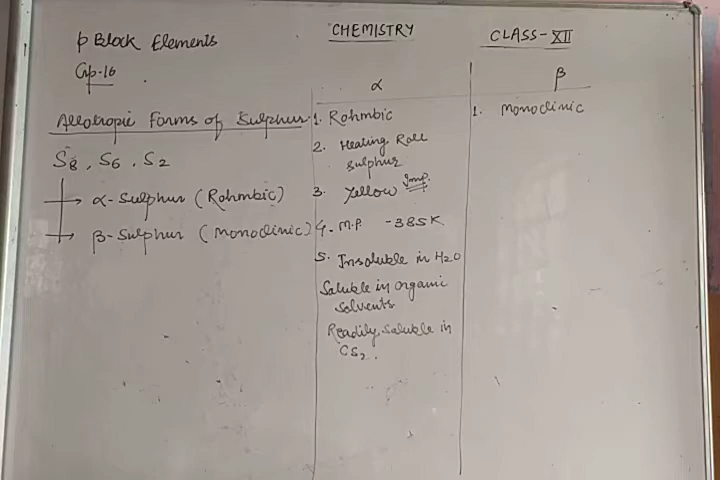 CHEMISTRY
CLASS-XII
p Block Elements
Gp-16
Allotropic Forms of Sulphur
S8, S6, S2
α-Sulphur (Rohmbic)
β-Sulphur (Monoclinic)
α
1. Rohmbic
2. Heating Roll
Sulphur
3. Yellow Imp.
4. M.P. -385K
5. Insoluble in H2O
Soluble in organic
solvents
Readily soluble in
CS2.
β
1. Monoclinic